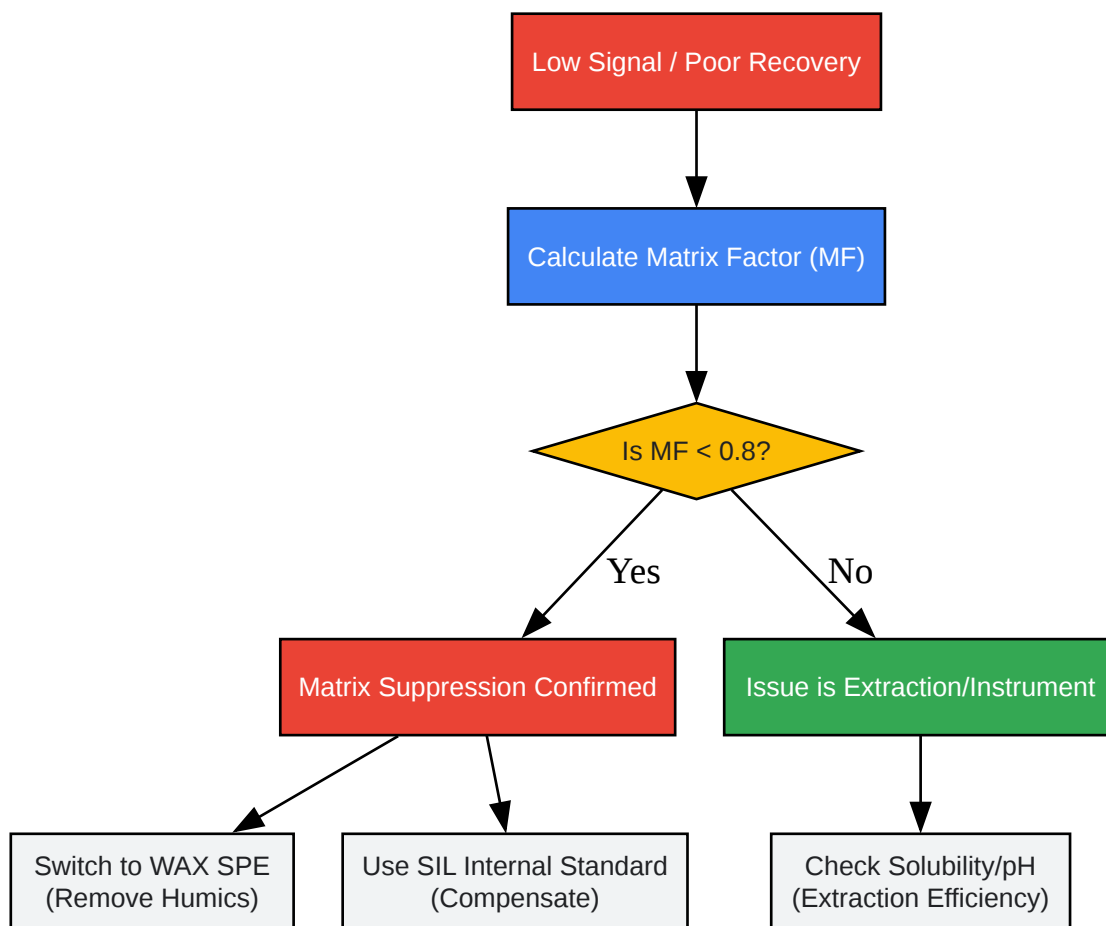 Low Signal / Poor Recovery
Calculate Matrix Factor (MF)
Is MF < 0.8?
Yes
No
Matrix Suppression Confirmed
Issue is Extraction/Instrument
Switch to WAX SPE
(Remove Humics)
Use SIL Internal Standard
(Compensate)
Check Solubility/pH
(Extraction Efficiency)